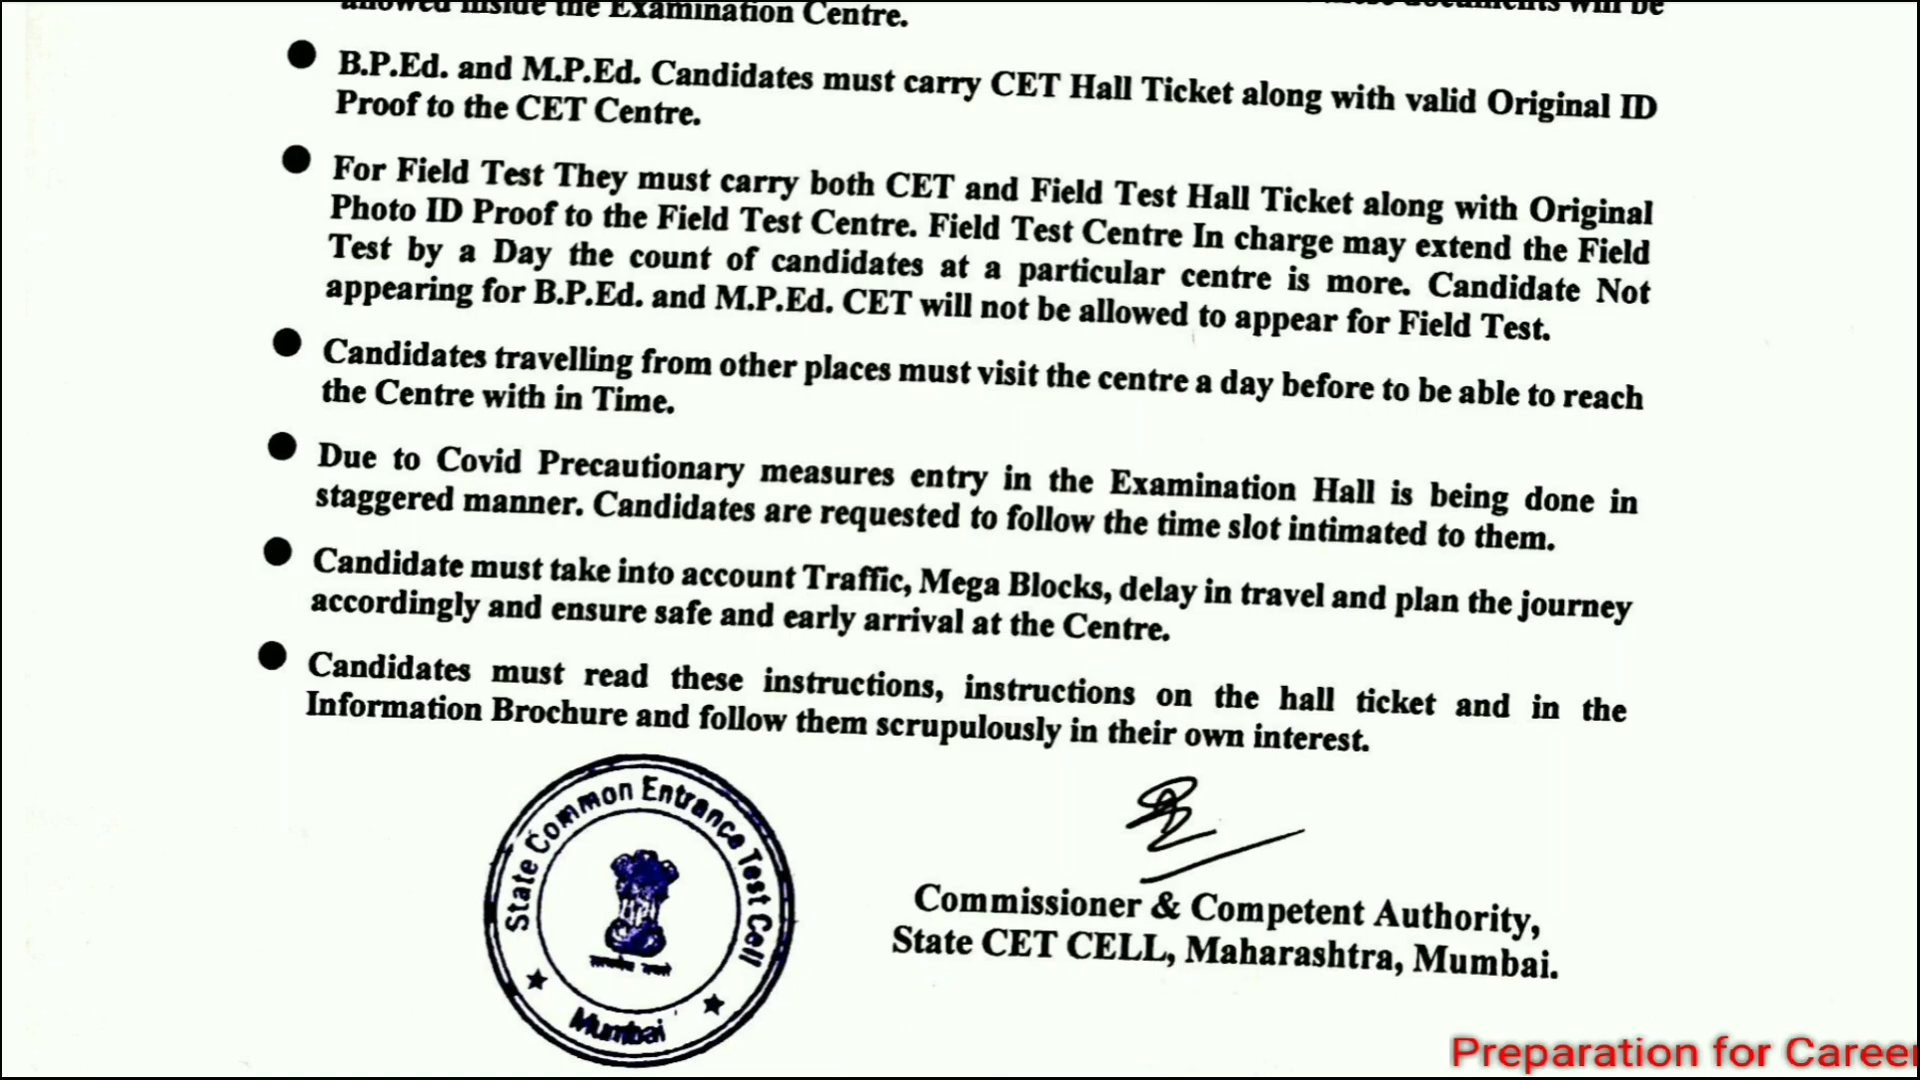 allowed inside the Examination Centre.
documents will be
B.P.Ed. and M.P.Ed. Candidates must carry CET Hall Ticket along with valid Original ID
Proof to the CET Centre.
For Field Test They must carry both CET and Field Test Hall Ticket along with Original
Photo ID Proof to the Field Test Centre. Field Test Centre In charge may extend the Field
Test by a Day the count of candidates at a particular centre is more. Candidate Not
appearing for B.P.Ed. and M.P.Ed. CET will not be allowed to appear for Field Test.
Candidates travelling from other places must visit the centre a day before to be able to reach
the Centre with in Time.
Due to Covid Precautionary measures entry in the Examination Hall is being done in
staggered manner. Candidates are requested to follow the time slot intimated to them.
Candidate must take into account Traffic, Mega Blocks, delay in travel and plan the journey
accordingly and ensure safe and early arrival at the Centre.
Candidates must read these instructions, instructions on the hall ticket and in the
Information Brochure and follow them scrupulously in their own interest.
State Common Entrance Test Cell
Mumbai
Commissioner & Competent Authority,
State CET CELL, Maharashtra, Mumbai.
Preparation for Career